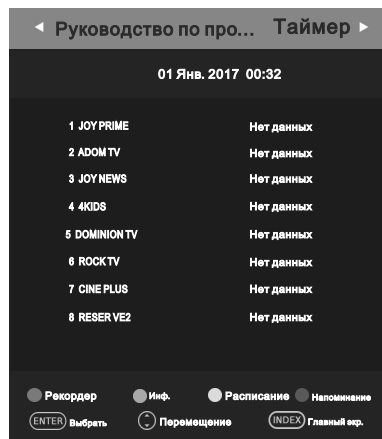 Руководство по про... Таймер
01 Янв. 2017 00:32
1 JOY PRIME Нет данных
2 ADOM TV Нет данных
3 JOY NEWS Нет данных
4 4KIDS Нет данных
5 DOMINION TV Нет данных
6 ROCK TV Нет данных
7 CINE PLUS Нет данных
8 RESER VE2 Нет данных
Рекордер Инф. Расписание Напоминание
ENTER Выбрать Перемещение INDEX Главный экр.